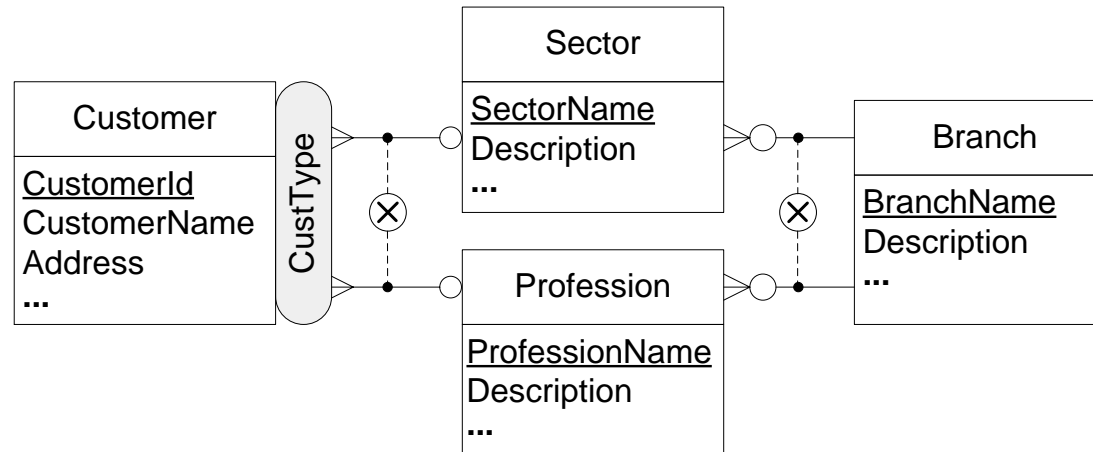 Customer
CustomerId
CustomerName
Address
...
CustType
Sector
SectorName
Description
...
Profession
ProfessionName
Description
...
Branch
BranchName
Description
...